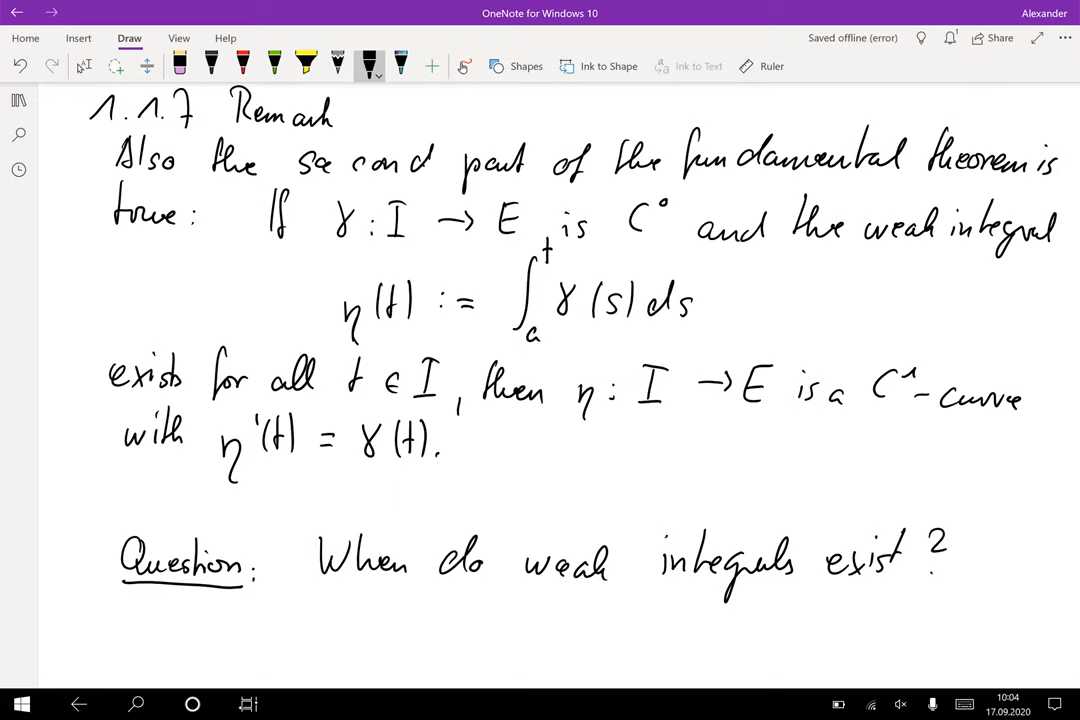 OneNote for Windows 10
Alexander
Home Insert Draw View Help
Saved offline (error)
Share
Shapes
Ink to Shape
Ink to Text
Ruler
1.1.7 Remark
Also the second part of the fundamental theorem is
true: If γ : I → E is C⁰ and the weak integral
η(t) := ∫ₐᵗ γ(s) ds
exists for all t ∈ I, then η : I → E is a C¹-curve
with η'(t) = γ(t).
Question: When do weak integrals exist?
10:04
17.09.2020